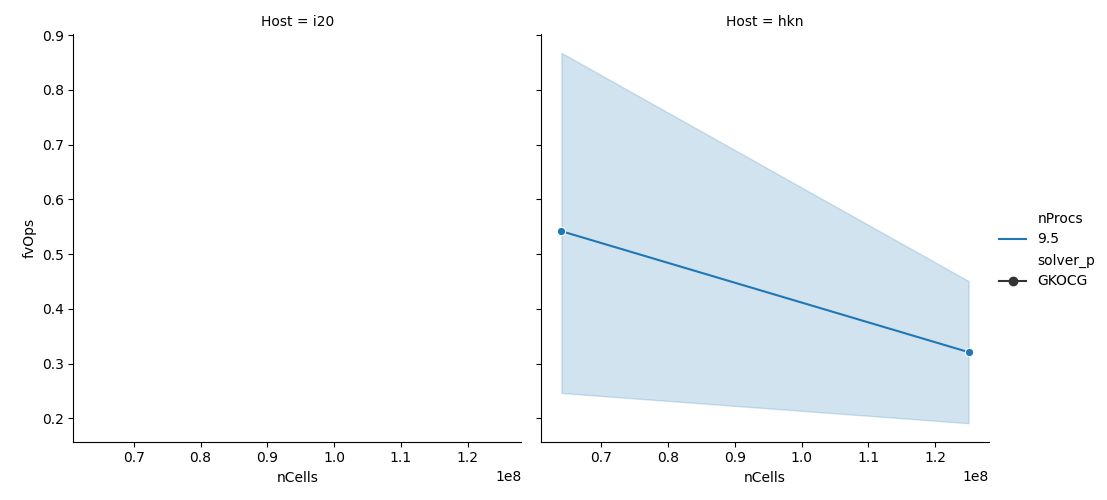 Host = i20
Host = hkn
0.9
0.8
0.7
0.6
0.5
0.4
0.3
0.2
fvOps
0.7 0.8 0.9 1.0 1.1 1.2
1e8
nCells
0.7 0.8 0.9 1.0 1.1 1.2
1e8
nCells
nProcs
9.5
solver_p
GKOCG